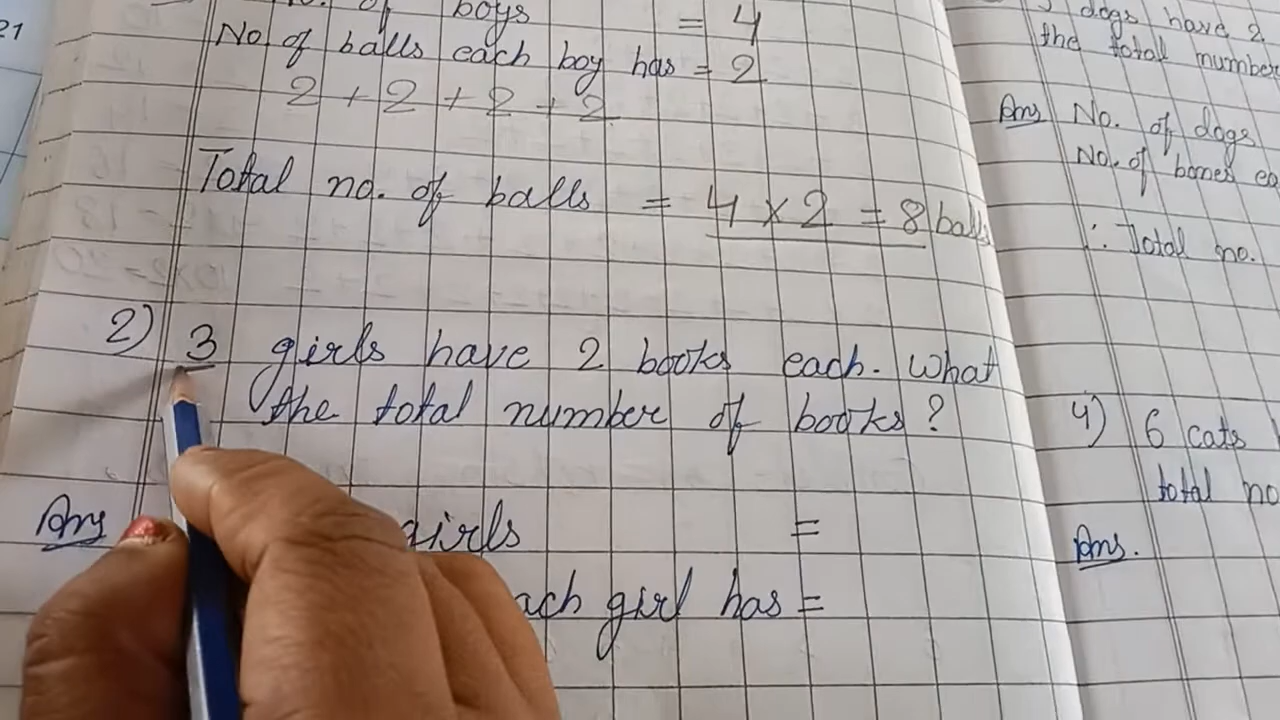 21
of boys = 4
No. of balls each boy has = 2
2 + 2 + 2 + 2
Total no. of balls = 4 × 2 = 8 balls
2) 3 girls have 2 books each. What
the total number of books?
Ans girls =
girl has =
dogs have 2
the total number
Ans No. of dogs
No. of bones
∴ Total no.
4) 6 cats
total no
Ans.